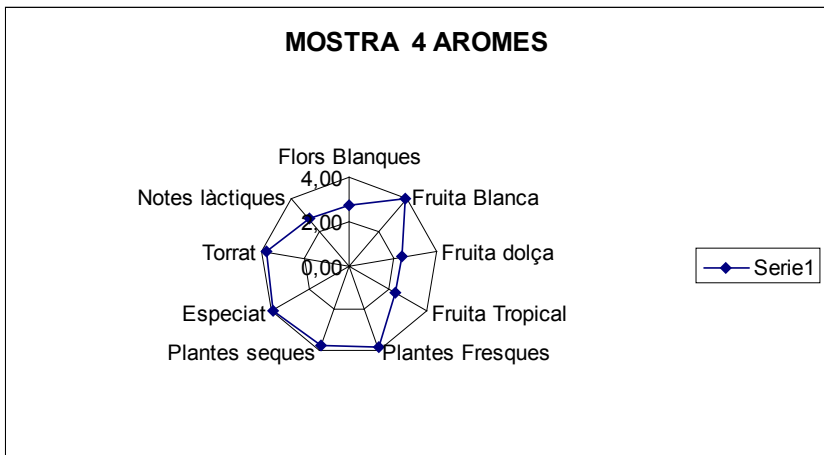 MOSTRA 4 AROMES
Flors Blanques
4,00
Notes làctiques
Fruita Blanca
2,00
Torrat
Fruita dolça
0,00
Serie1
Especiat
Fruita Tropical
Plantes seques
Plantes Fresques